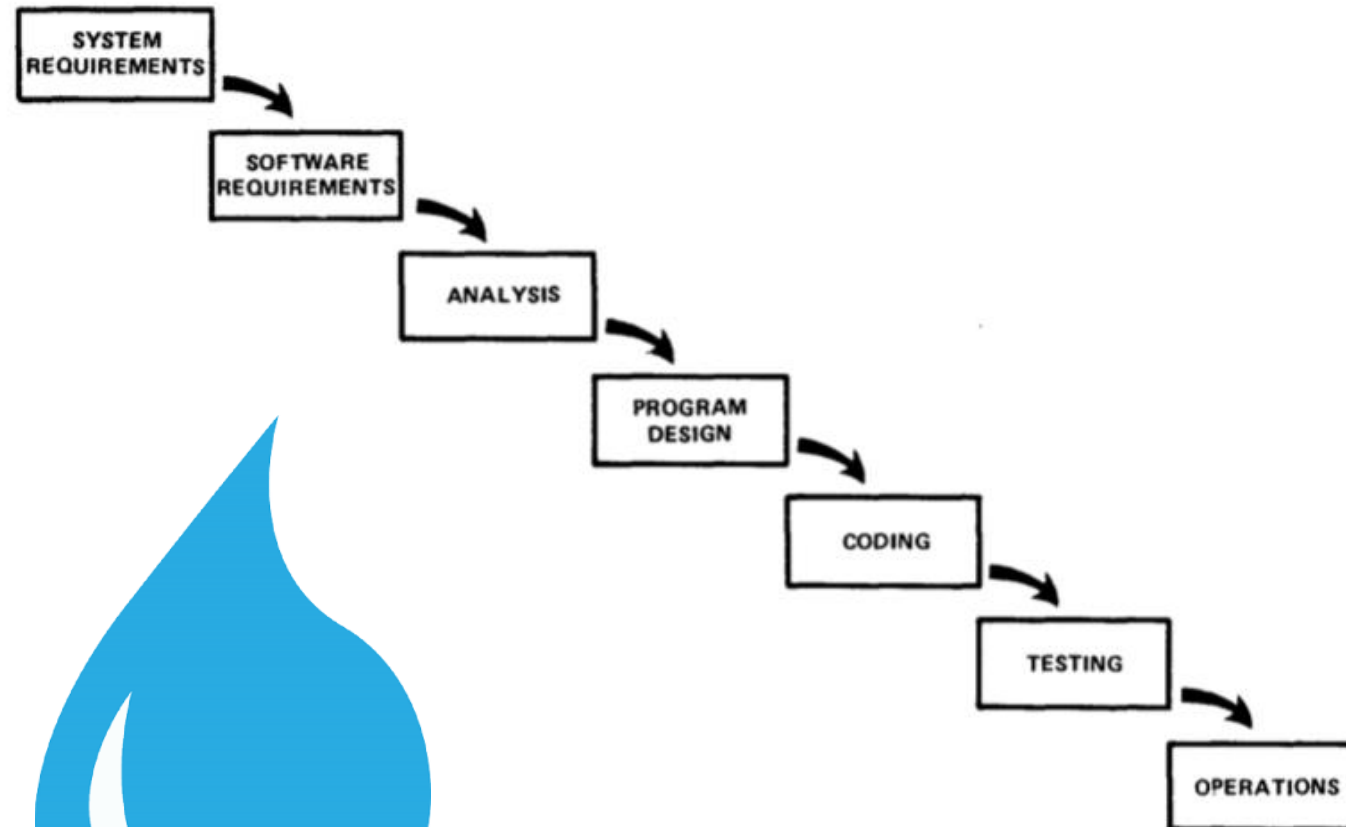 SYSTEM
REQUIREMENTS
SOFTWARE
REQUIREMENTS
ANALYSIS
PROGRAM
DESIGN
CODING
TESTING
OPERATIONS